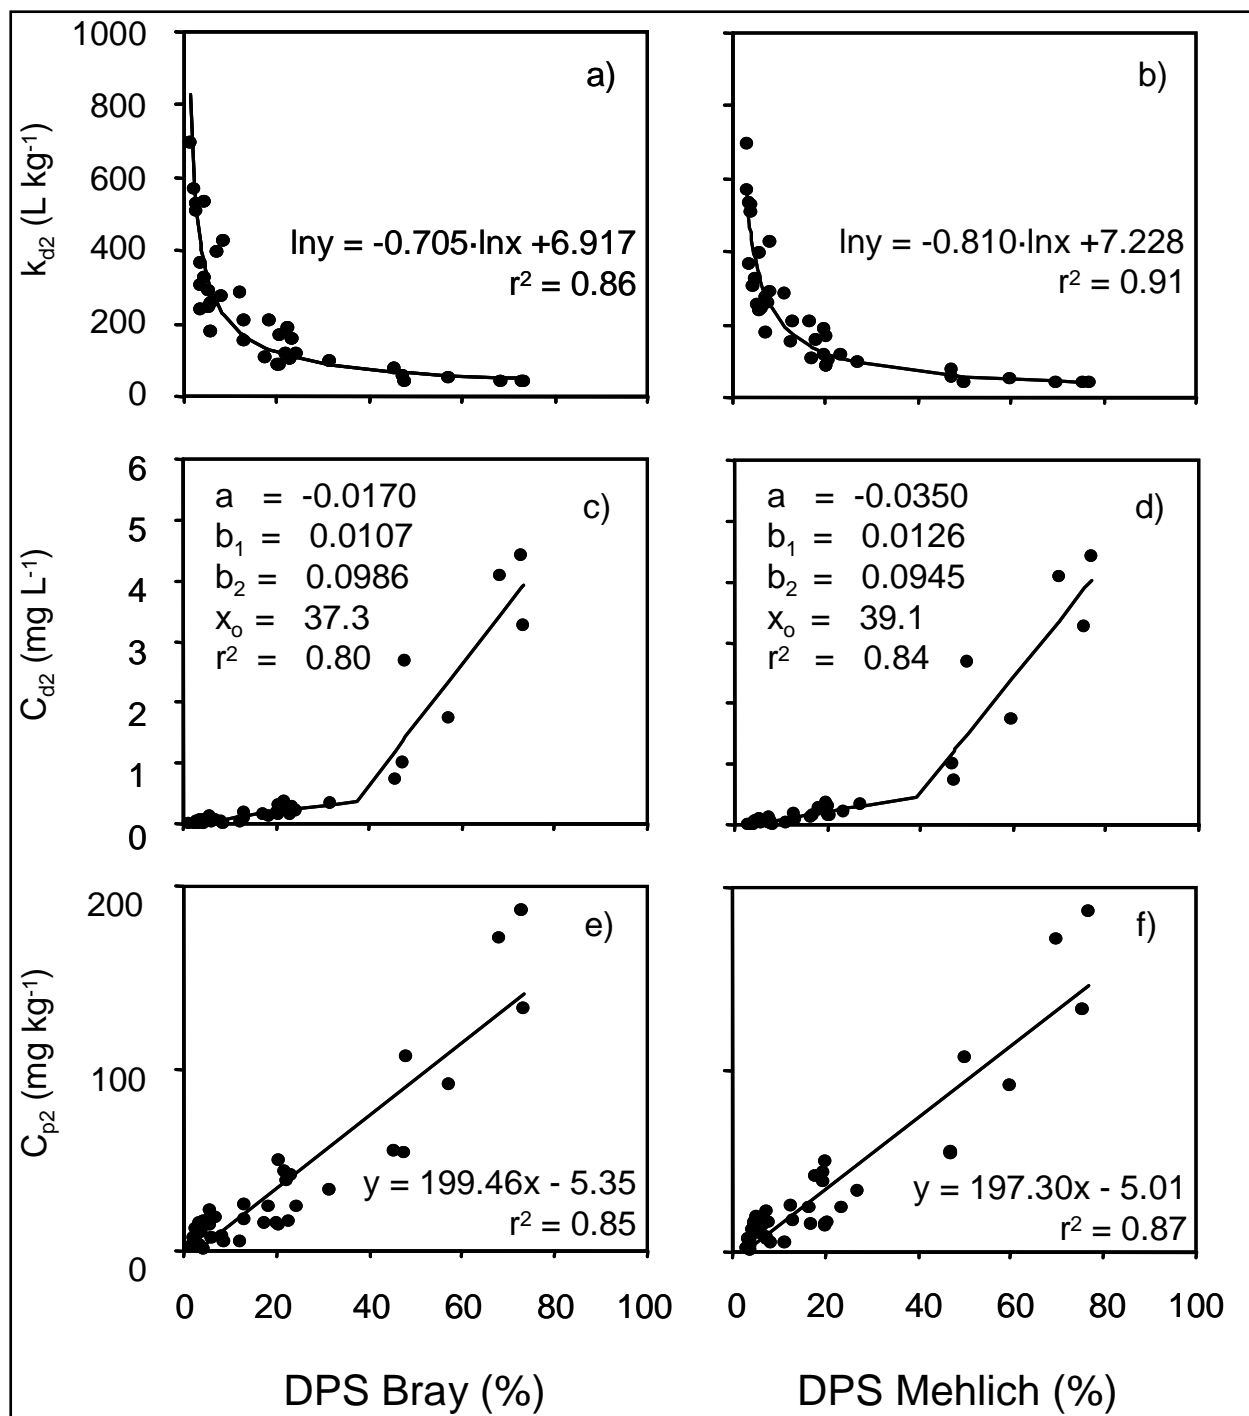 1000
800
600
400
200
0
k_d2 (L kg⁻¹)
a)
lny = -0.705·lnx +6.917
r² = 0.86
b)
lny = -0.810·lnx +7.228
r² = 0.91
6
5
4
3
2
1
0
C_d2 (mg L⁻¹)
a = -0.0170
b₁ = 0.0107
b₂ = 0.0986
xₒ = 37.3
r² = 0.80
c)
a = -0.0350
b₁ = 0.0126
b₂ = 0.0945
xₒ = 39.1
r² = 0.84
d)
200
100
0
C_p2 (mg kg⁻¹)
e)
y = 199.46x - 5.35
r² = 0.85
f)
y = 197.30x - 5.01
r² = 0.87
0 20 40 60 80 100
0 20 40 60 80 100
DPS Bray (%)
DPS Mehlich (%)